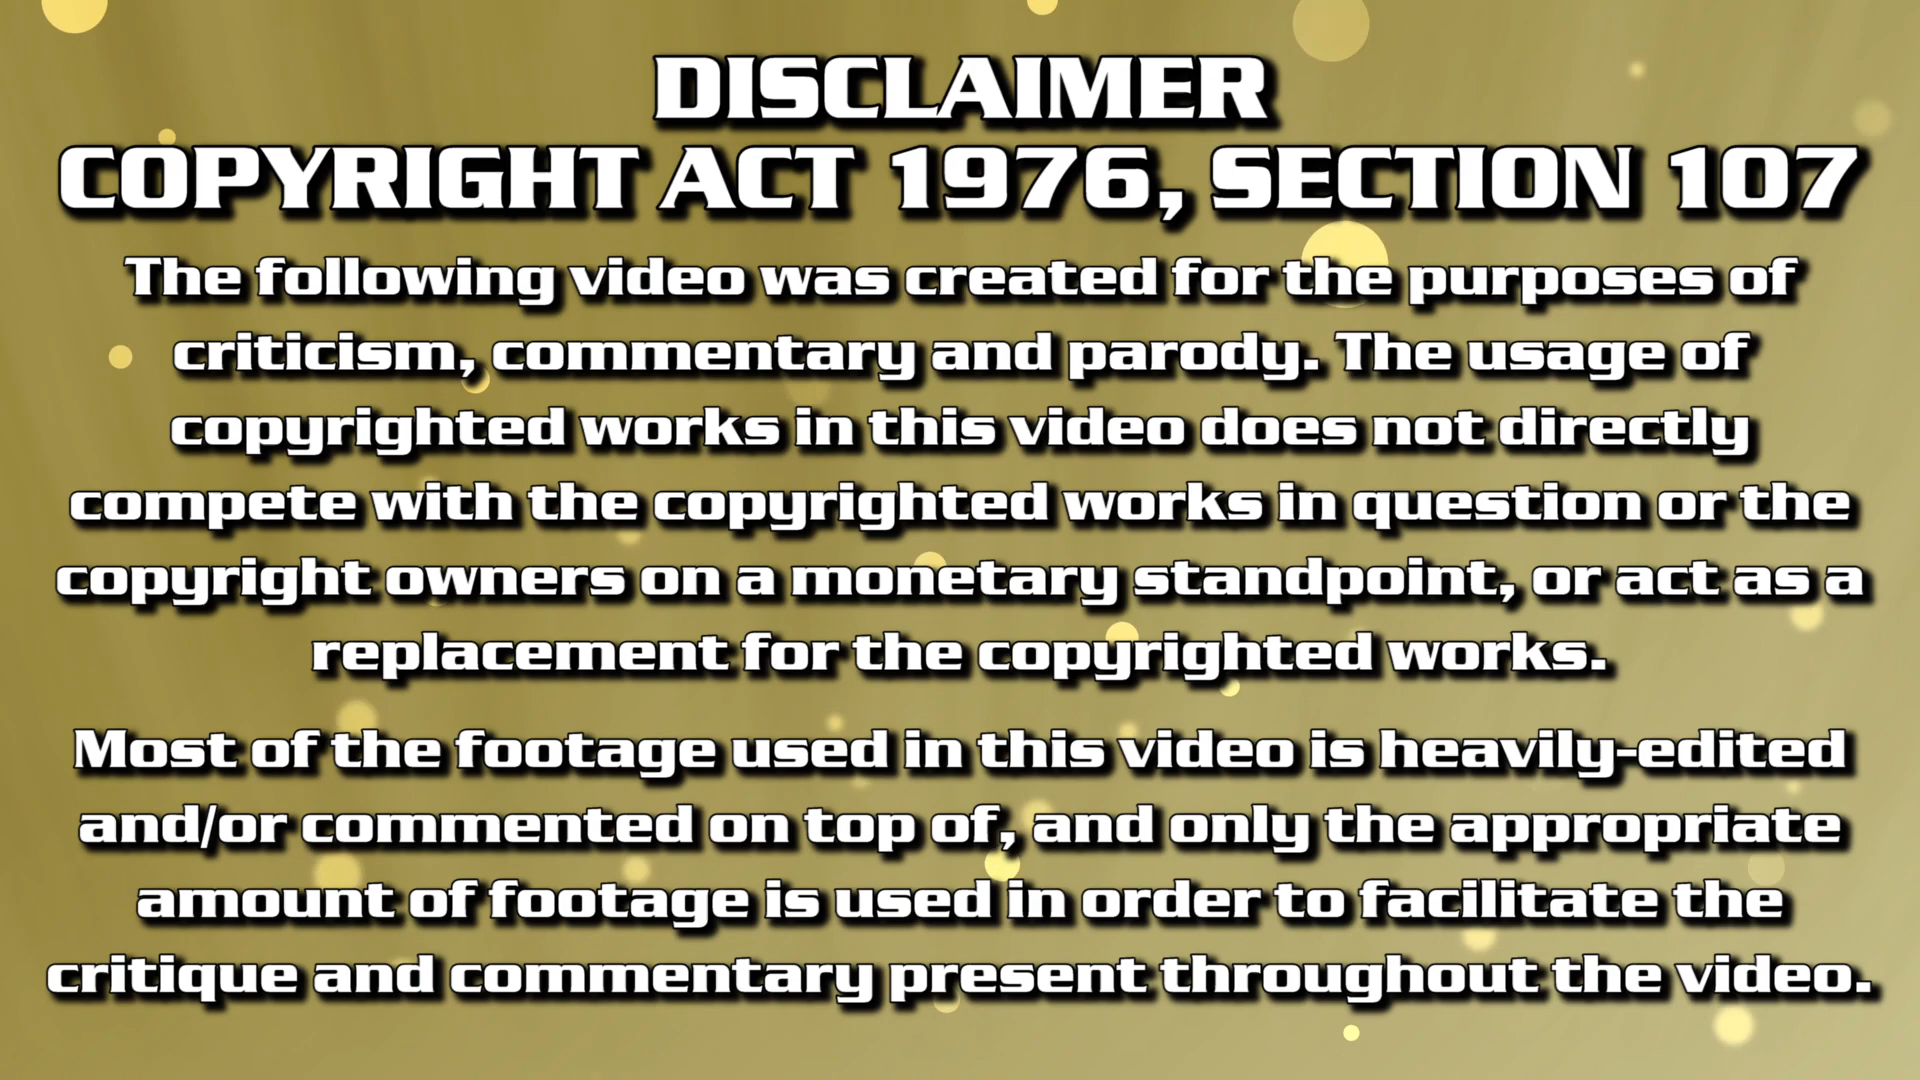 DISCLAIMER
COPYRIGHT ACT 1976, SECTION 107
The following video was created for the purposes of
criticism, commentary and parody. The usage of
copyrighted works in this video does not directly
compete with the copyrighted works in question or the
copyright owners on a monetary standpoint, or act as a
replacement for the copyrighted works.
Most of the footage used in this video is heavily-edited
and/or commented on top of, and only the appropriate
amount of footage is used in order to facilitate the
critique and commentary present throughout the video.